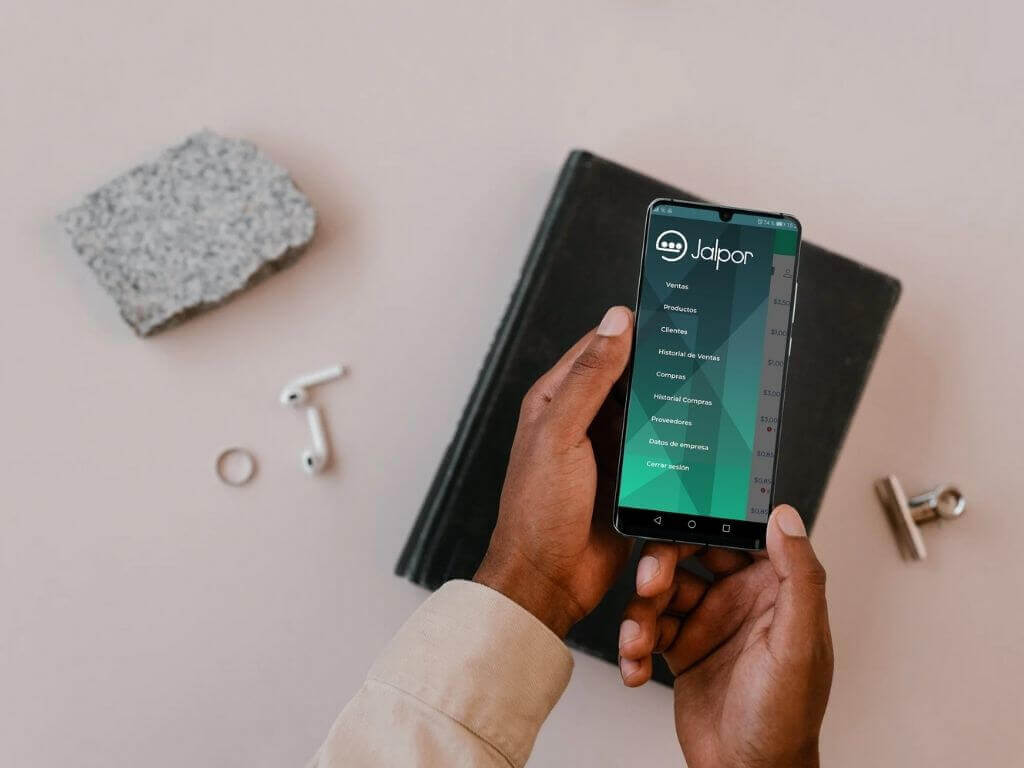 Jalpor
Ventas
Productos
Clientes
Historial de Ventas
Compras
Historial Compras
Proveedores
Datos de empresa
Cerrar sesión